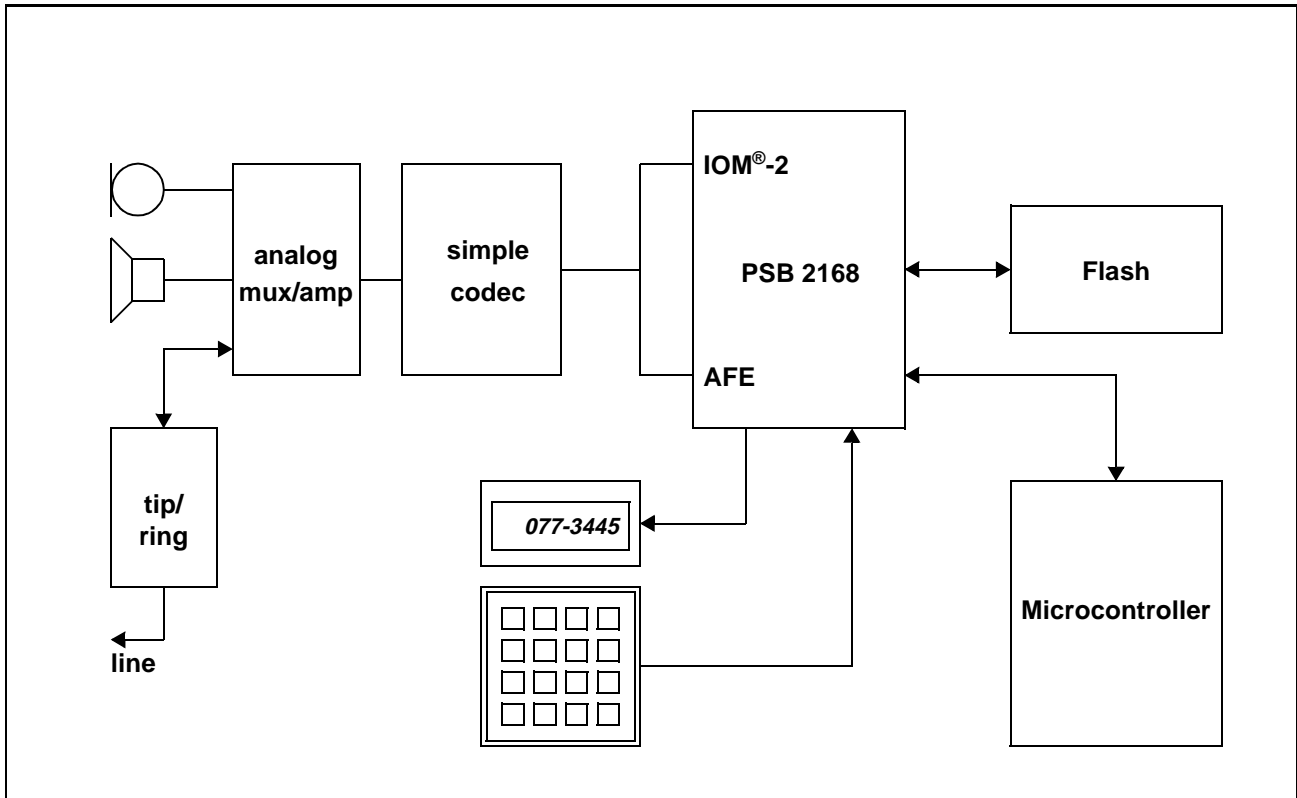 IOM®-2
analog
mux/amp
simple
codec
PSB 2168
Flash
AFE
tip/
ring
077-3445
Microcontroller
line